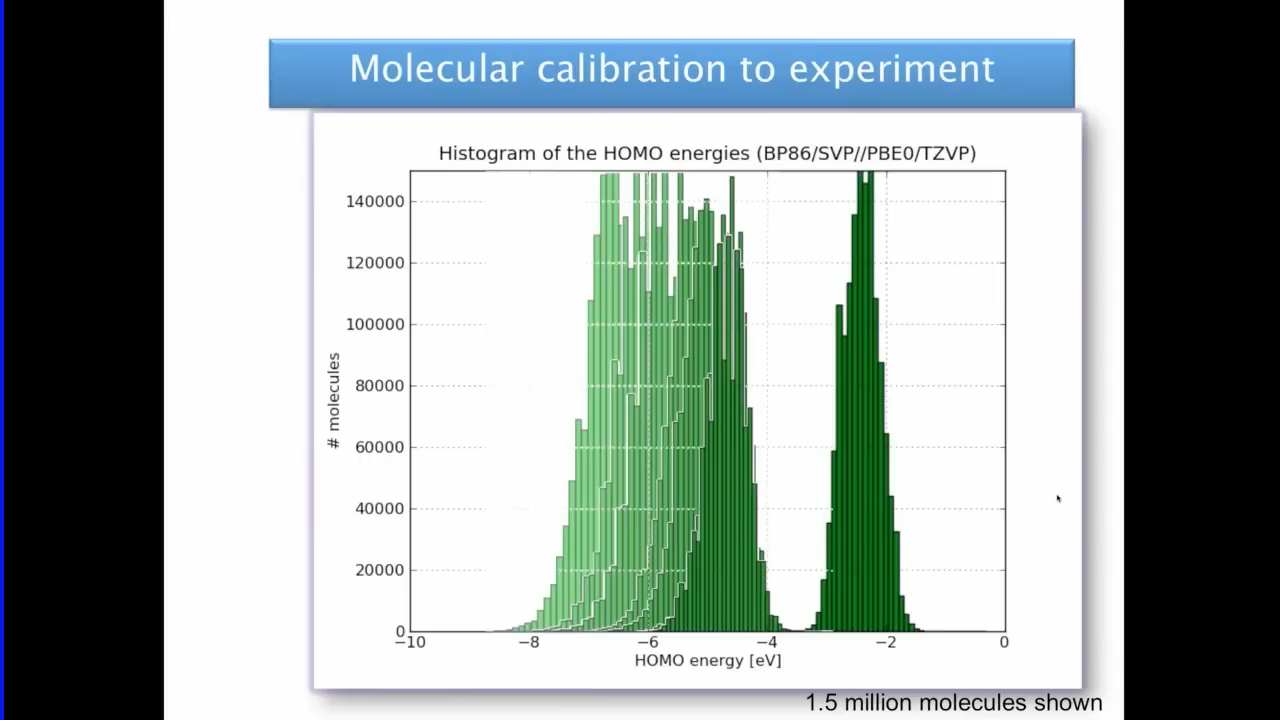 Molecular calibration to experiment
Histogram of the HOMO energies (BP86/SVP//PBE0/TZVP)
140000
120000
100000
80000
60000
40000
20000
0
# molecules
−10 −8 −6 −4 −2 0
HOMO energy [eV]
1.5 million molecules shown